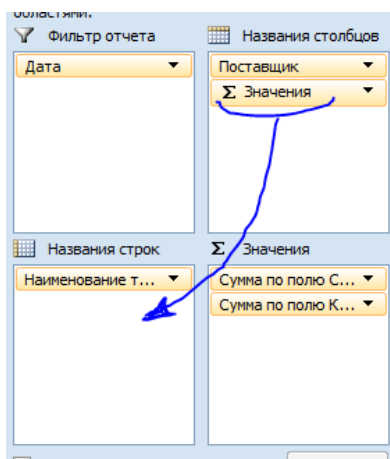 областями.
Фильтр отчета
Названия столбцов
Дата
Поставщик
Σ Значения
Названия строк
Σ Значения
Наименование т...
Сумма по полю С...
Сумма по полю К...